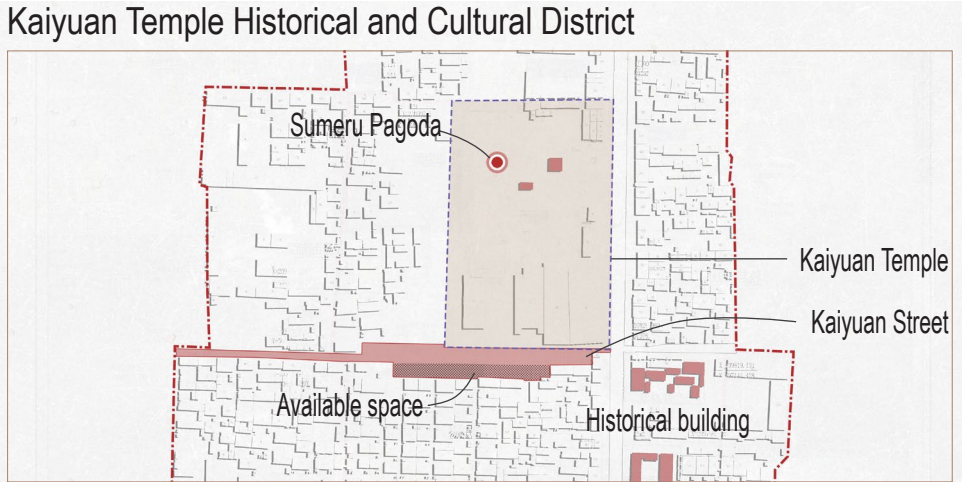 Kaiyuan Temple Historical and Cultural District
Sumeru Pagoda
Kaiyuan Temple
Kaiyuan Street
Available space
Historical building